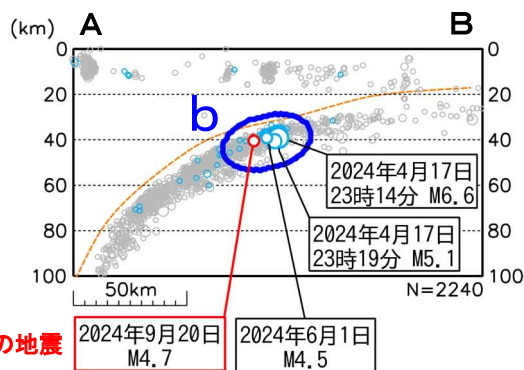 (km) A B
0 0
20 20
b
40 40
60 60
80 80
100 100
2024年4月17日
23時14分 M6.6
2024年4月17日
23時19分 M5.1
50km
N=2240
の地震
2024年9月20日
M4.7
2024年6月1日
M4.5